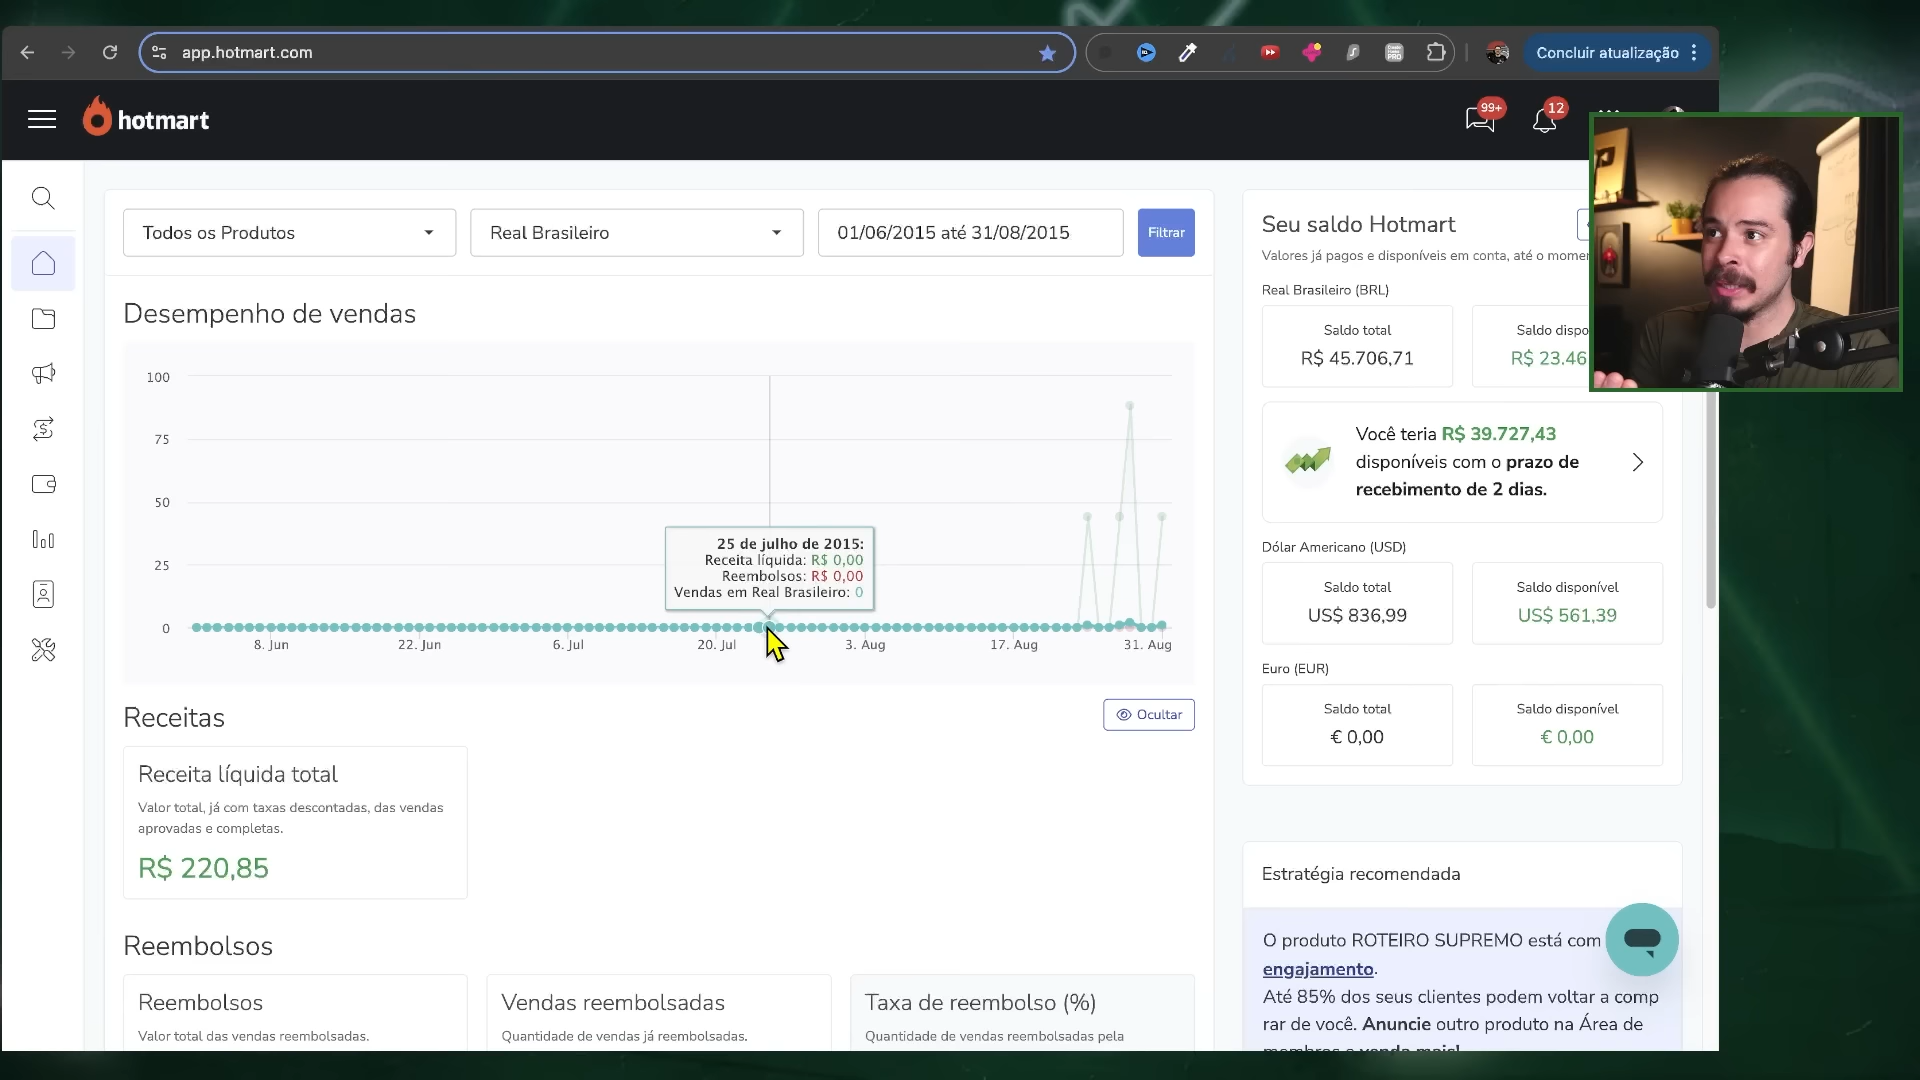 app.hotmart.com
Concluir atualização
hotmart
99+
12
Todos os Produtos
Real Brasileiro
01/06/2015 até 31/08/2015
Filtrar
Desempenho de vendas
100
75
50
25
0
25 de julho de 2015:
Receita líquida: R$ 0,00
Reembolsos: R$ 0,00
Vendas em Real Brasileiro: 0
8. Jun
22. Jun
6. Jul
20. Jul
3. Aug
17. Aug
31. Aug
Receitas
Ocultar
Receita líquida total
Valor total, já com taxas descontadas, das vendas
aprovadas e completas.
R$ 220,85
Reembolsos
Reembolsos
Valor total das vendas reembolsadas.
Vendas reembolsadas
Quantidade de vendas já reembolsadas.
Taxa de reembolso (%)
Quantidade de vendas reembolsadas pela
Seu saldo Hotmart
Valores já pagos e disponíveis em conta, até o
Real Brasileiro (BRL)
Saldo total
R$ 45.706,71
Saldo
R$ 23.46
Você teria R$ 39.727,43
disponíveis com o prazo de
recebimento de 2 dias.
Dólar Americano (USD)
Saldo total
US$ 836,99
Saldo disponível
US$ 561,39
Euro (EUR)
Saldo total
€ 0,00
Saldo disponível
€ 0,00
Estratégia recomendada
O produto ROTEIRO SUPREMO está com
engajamento.
Até 85% dos seus clientes podem voltar a comp
rar de você. Anuncie outro produto na Área de
membros e venda mais!